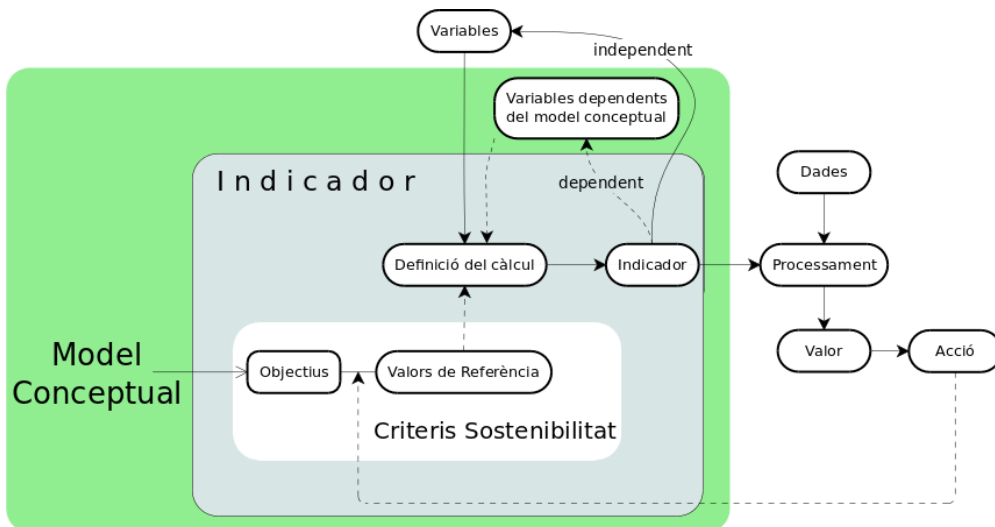 Variables
independent
Variables dependents
del model conceptual
Indicador
dependent
Dades
Definició del càlcul
Indicador
Processament
Model
Conceptual
Objectius
Valors de Referència
Valor
Acció
Criteris Sostenibilitat